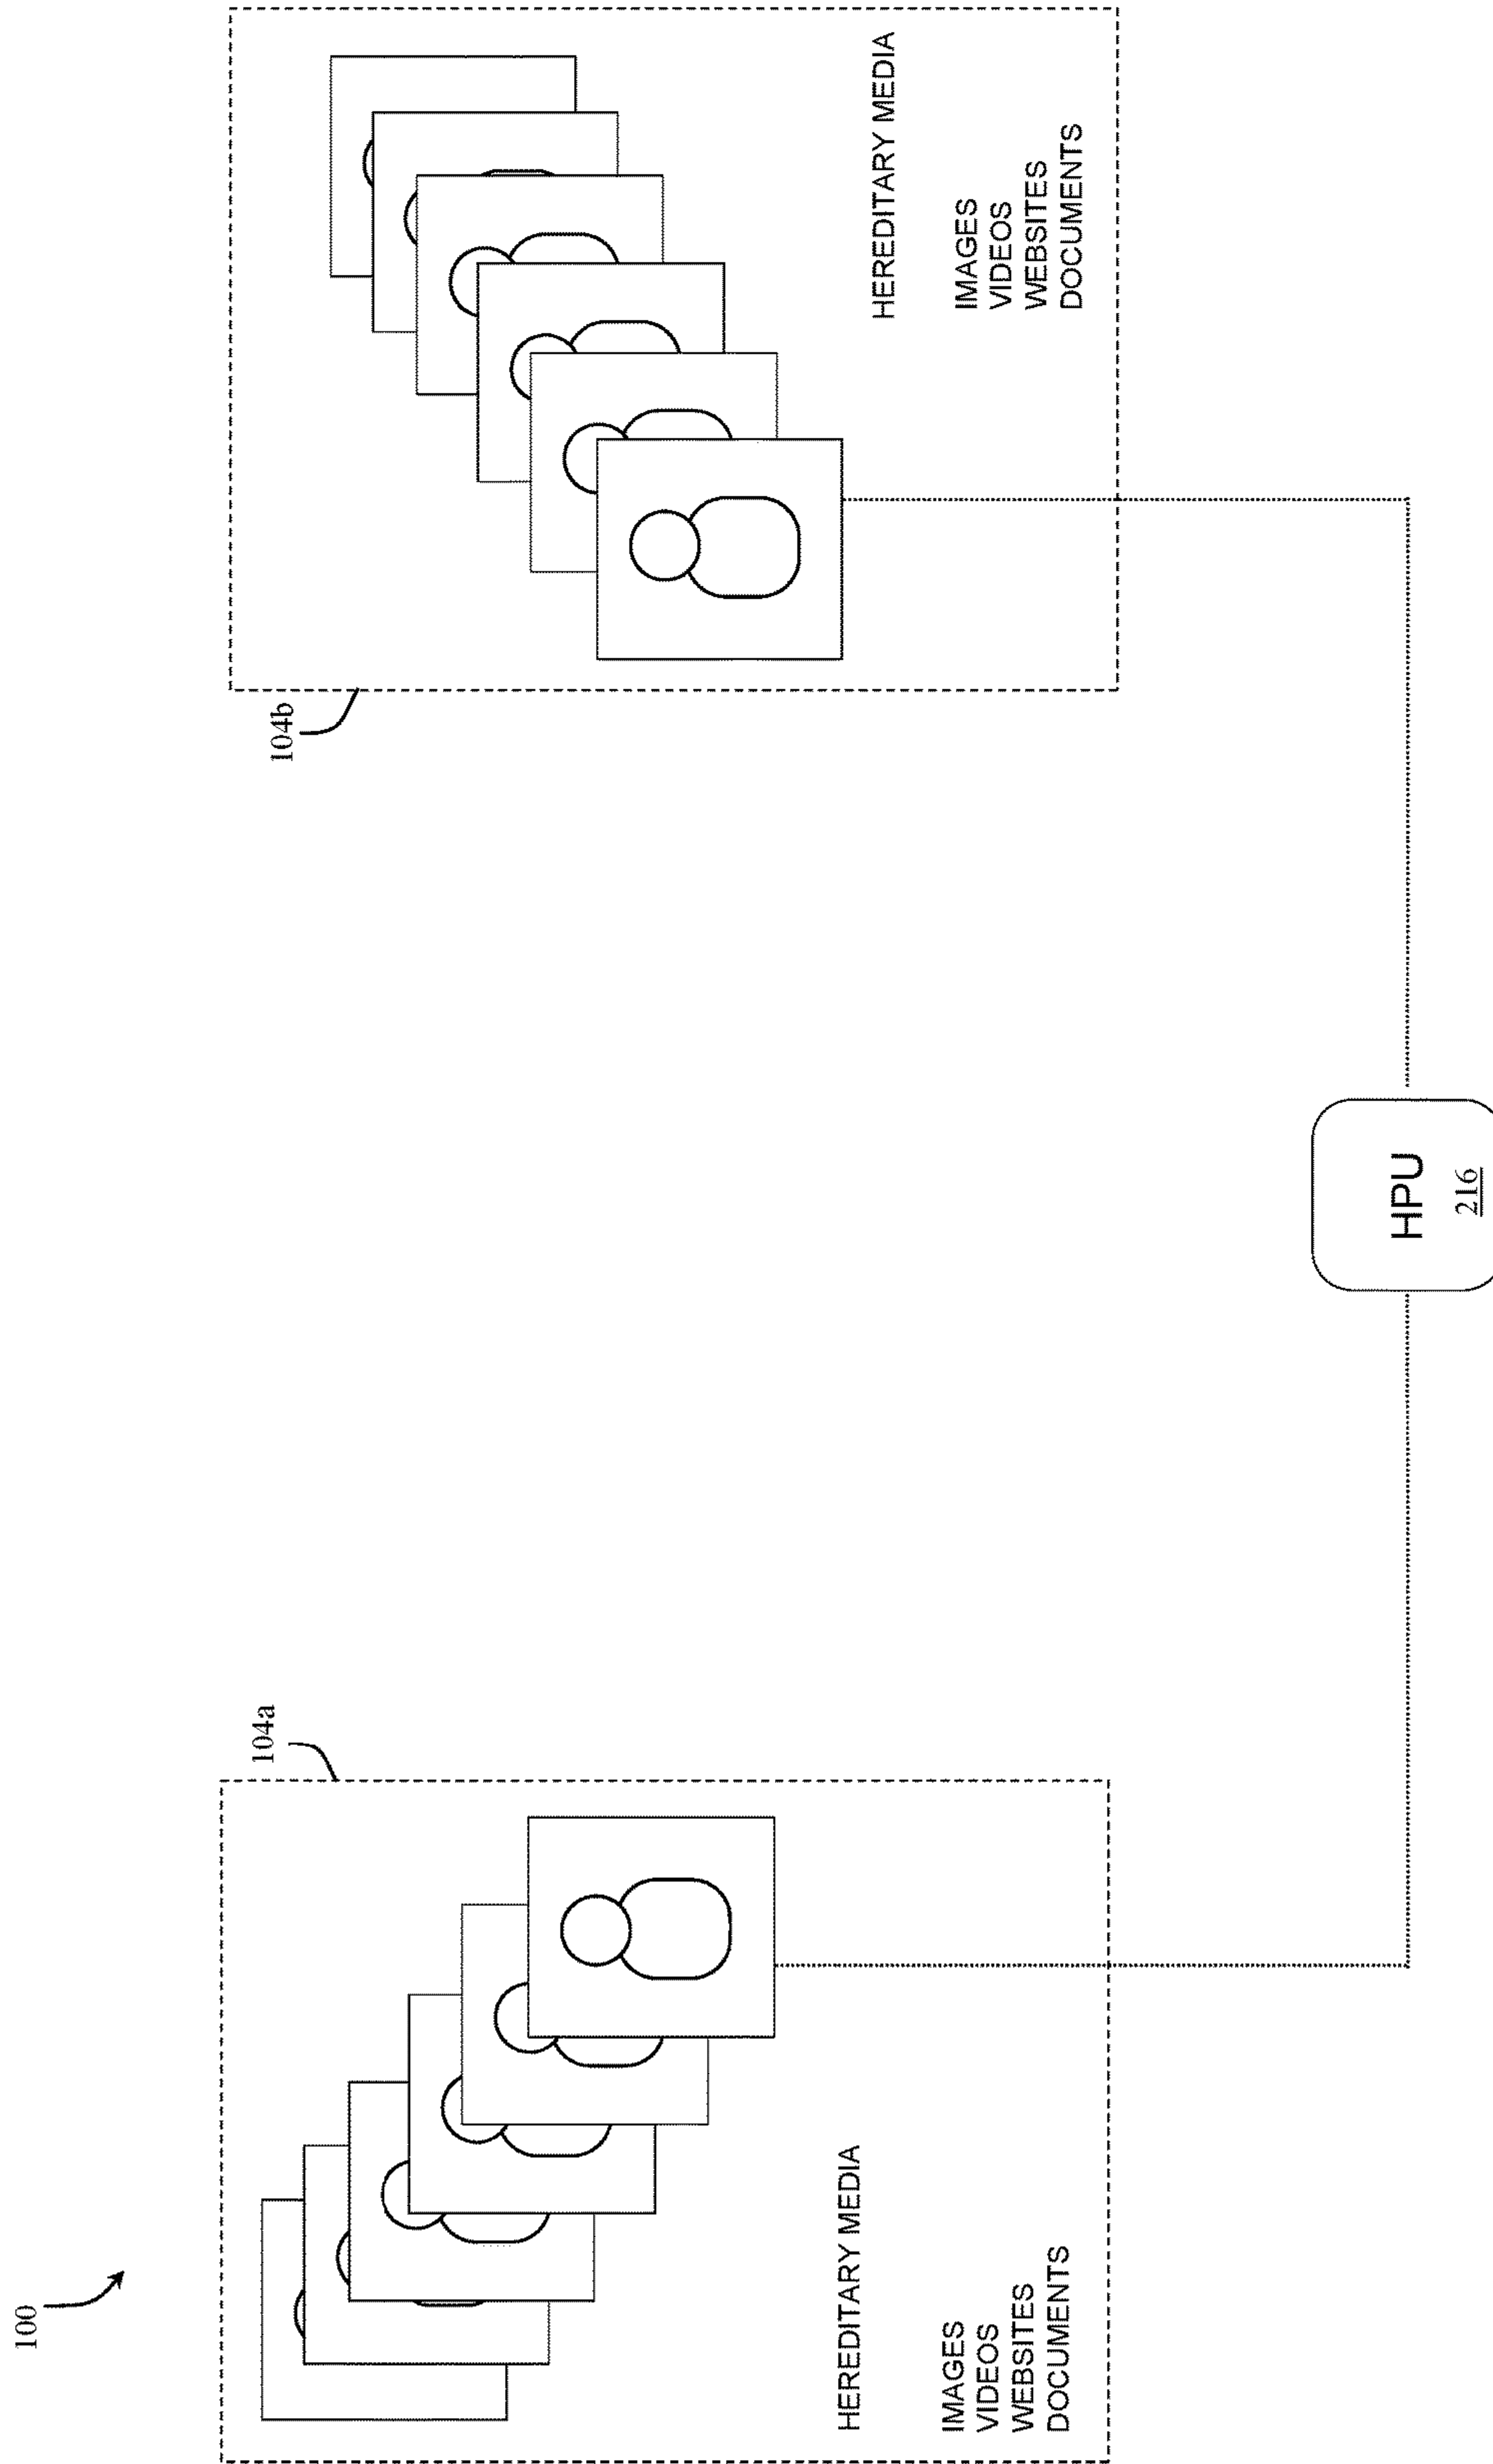 100
104a
HEREDITARY MEDIA
IMAGES
VIDEOS
WEBSITES
DOCUMENTS
104b
HEREDITARY MEDIA
IMAGES
VIDEOS
WEBSITES
DOCUMENTS
HPU
216